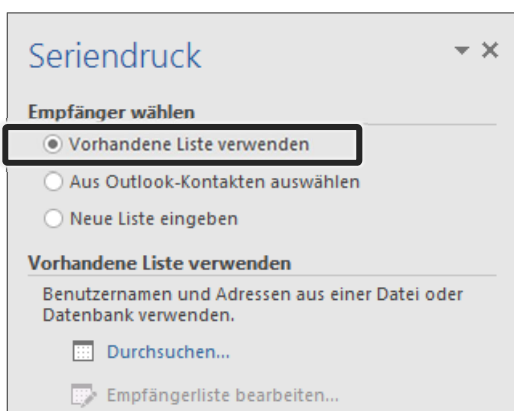 Seriendruck
Empfänger wählen
Vorhandene Liste verwenden
Aus Outlook-Kontakten auswählen
Neue Liste eingeben
Vorhandene Liste verwenden
Benutzernamen und Adressen aus einer Datei oder
Datenbank verwenden.
Durchsuchen...
Empfängerliste bearbeiten...